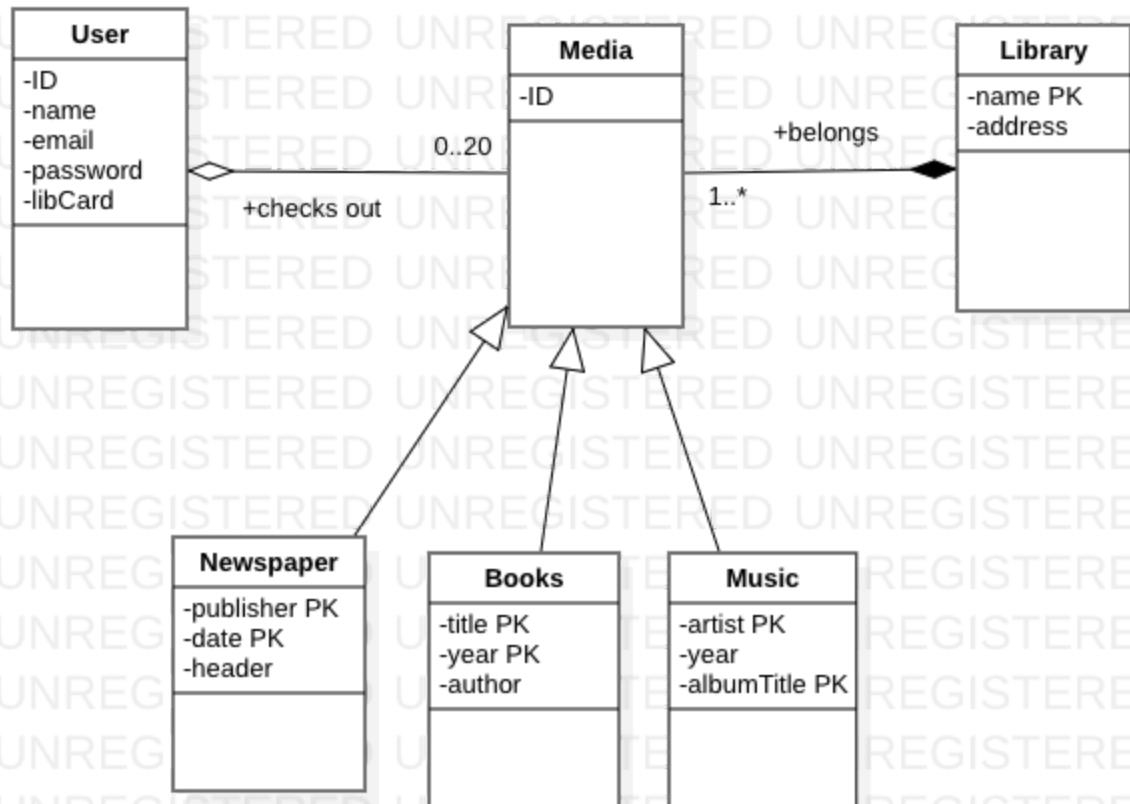 User
-ID
-name
-email
-password
-libCard
0..20
+checks out
Media
-ID
+belongs
1..*
Library
-name PK
-address
Newspaper
-publisher PK
-date PK
-header
Books
-title PK
-year PK
-author
Music
-artist PK
-year
-albumTitle PK
UNREGISTERED